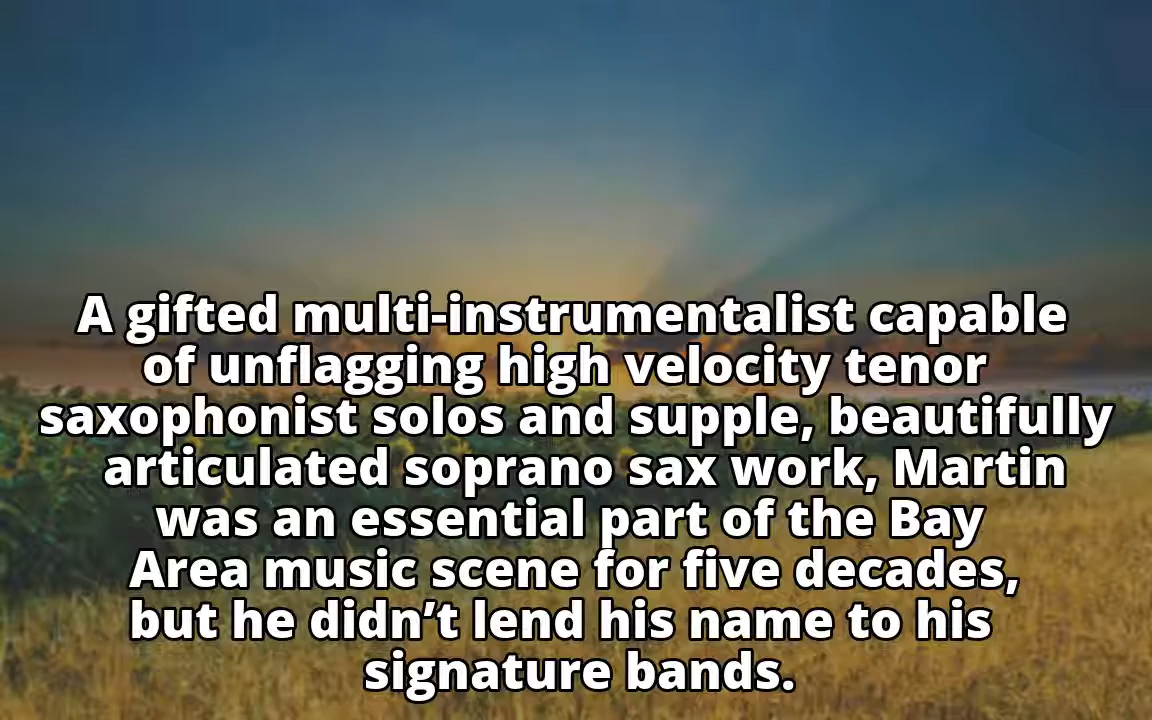 A gifted multi-instrumentalist capable
of unflagging high velocity tenor
saxophonist solos and supple, beautifully
articulated soprano sax work, Martin
was an essential part of the Bay
Area music scene for five decades,
but he didn’t lend his name to his
signature bands.